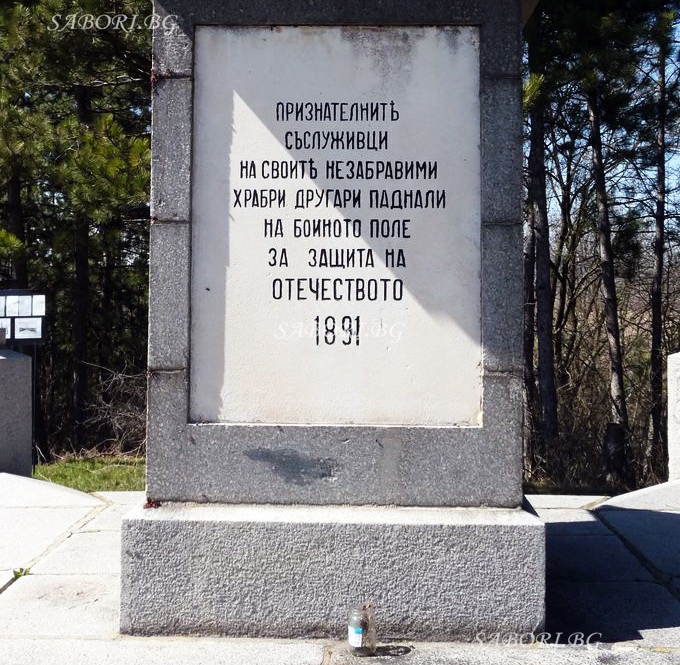 SABORI.BG
ПРИЗНАТЕЛНИТѢ
СЪСЛУЖИВЦИ
НА СВОИТѢ НЕЗАБРАВИМИ
ХРАБРИ ДРУГАРИ ПАДНАЛИ
НА БОИНОТО ПОЛЕ
ЗА ЗАЩИТА НА
ОТЕЧЕСТВОТО
SABORI.BG
1891
SABORI.BG